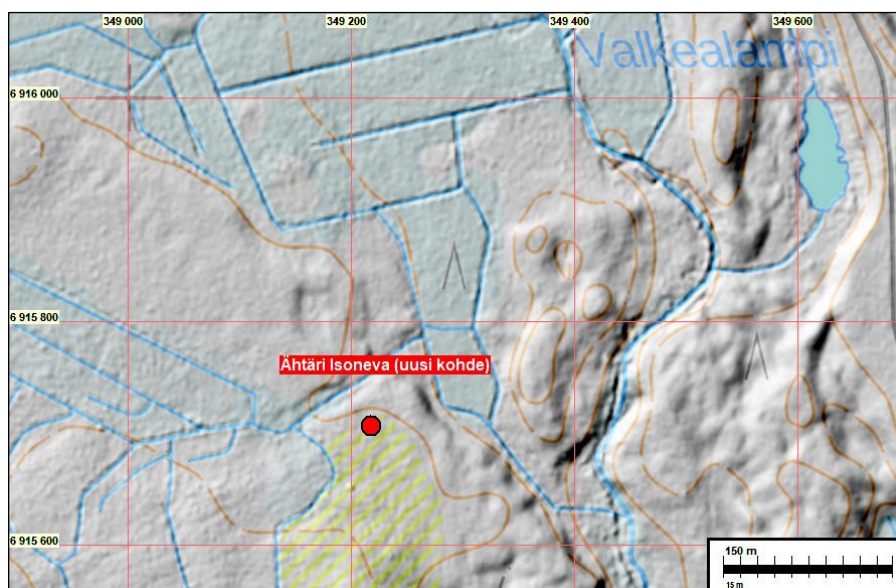 349 000
349 200
349 400
349 600
Valkealampi
6 916 000
6 915 800
Ähtäri Isoneva (uusi kohde)
6 915 600
150 m
15 m